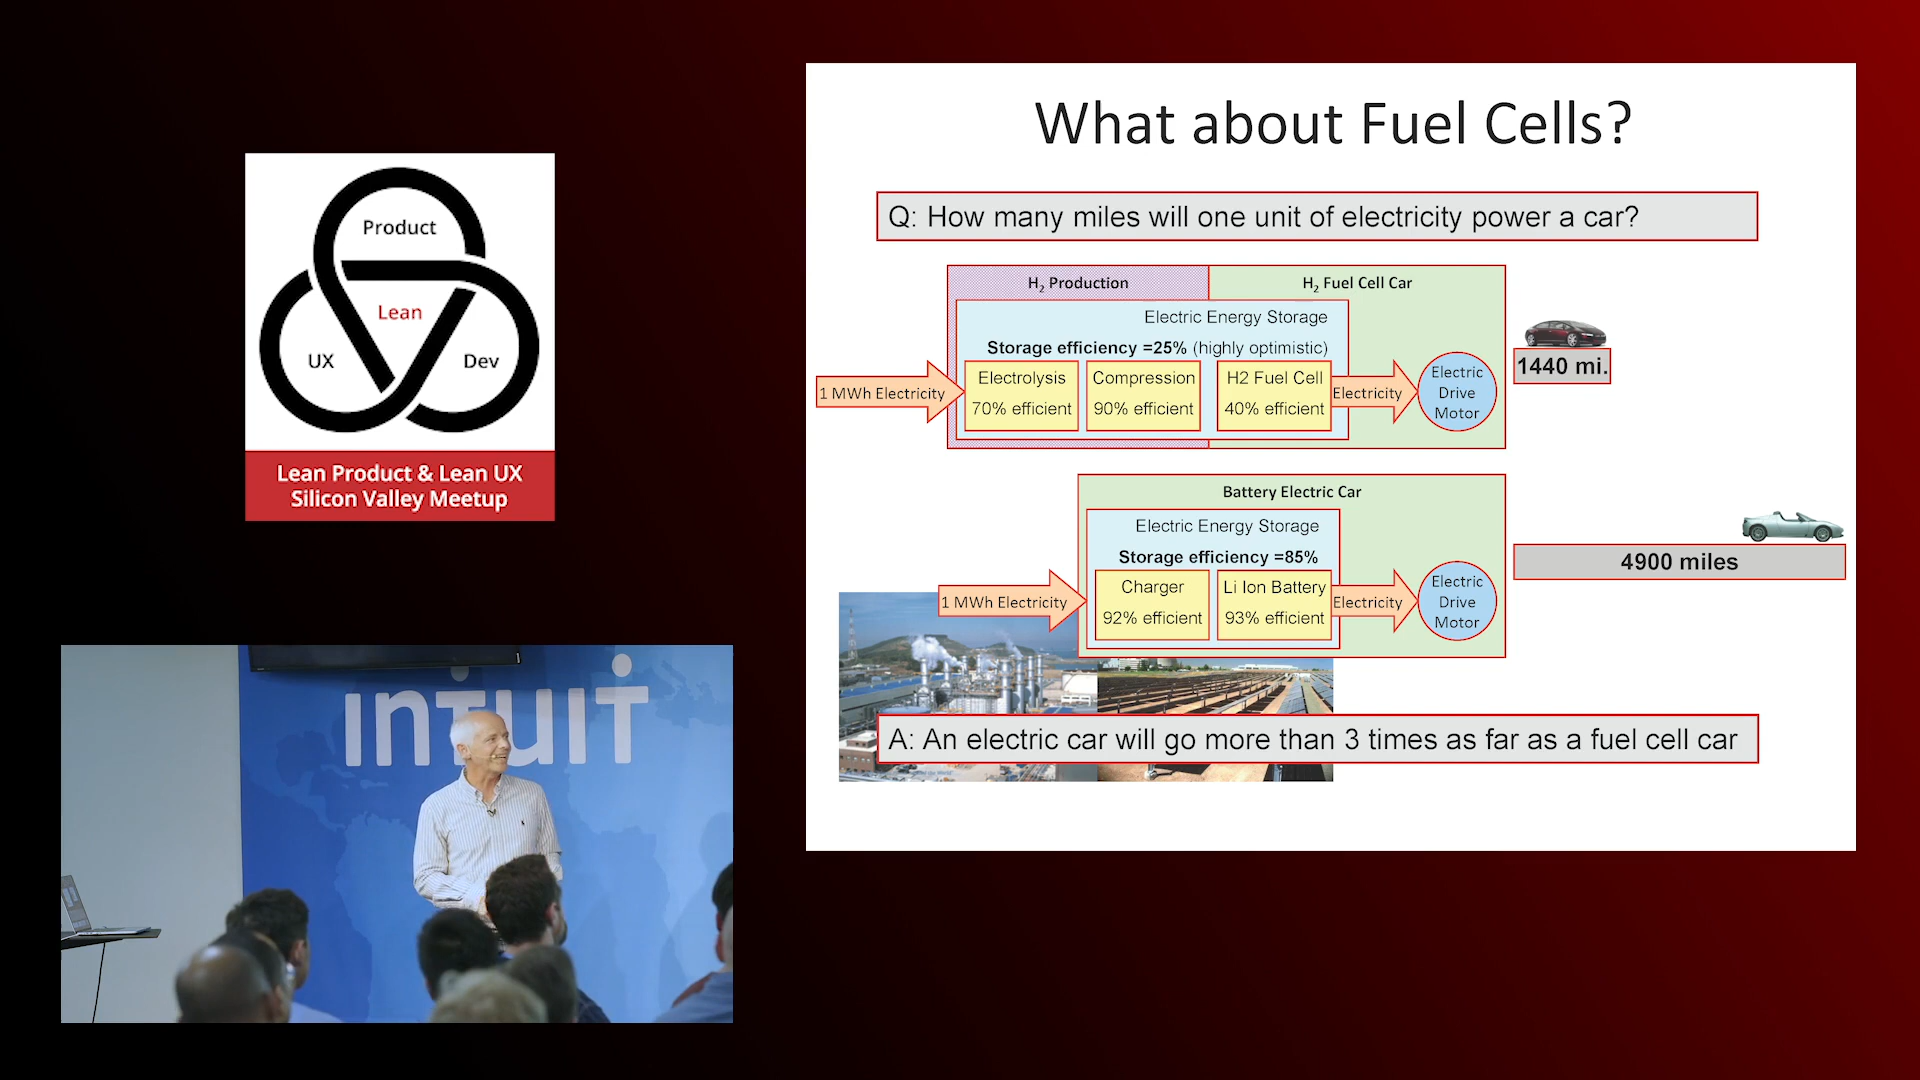 Product
Lean
UX
Dev
Lean Product & Lean UX
Silicon Valley Meetup
intuit
What about Fuel Cells?
Q: How many miles will one unit of electricity power a car?
H2 Production
H2 Fuel Cell Car
Electric Energy Storage
Storage efficiency =25% (highly optimistic)
1 MWh Electricity
Electrolysis
70% efficient
Compression
90% efficient
H2 Fuel Cell
40% efficient
Electricity
Electric
Drive
Motor
1440 mi.
Battery Electric Car
Electric Energy Storage
Storage efficiency =85%
1 MWh Electricity
Charger
92% efficient
Li Ion Battery
93% efficient
Electricity
Electric
Drive
Motor
4900 miles
A: An electric car will go more than 3 times as far as a fuel cell car